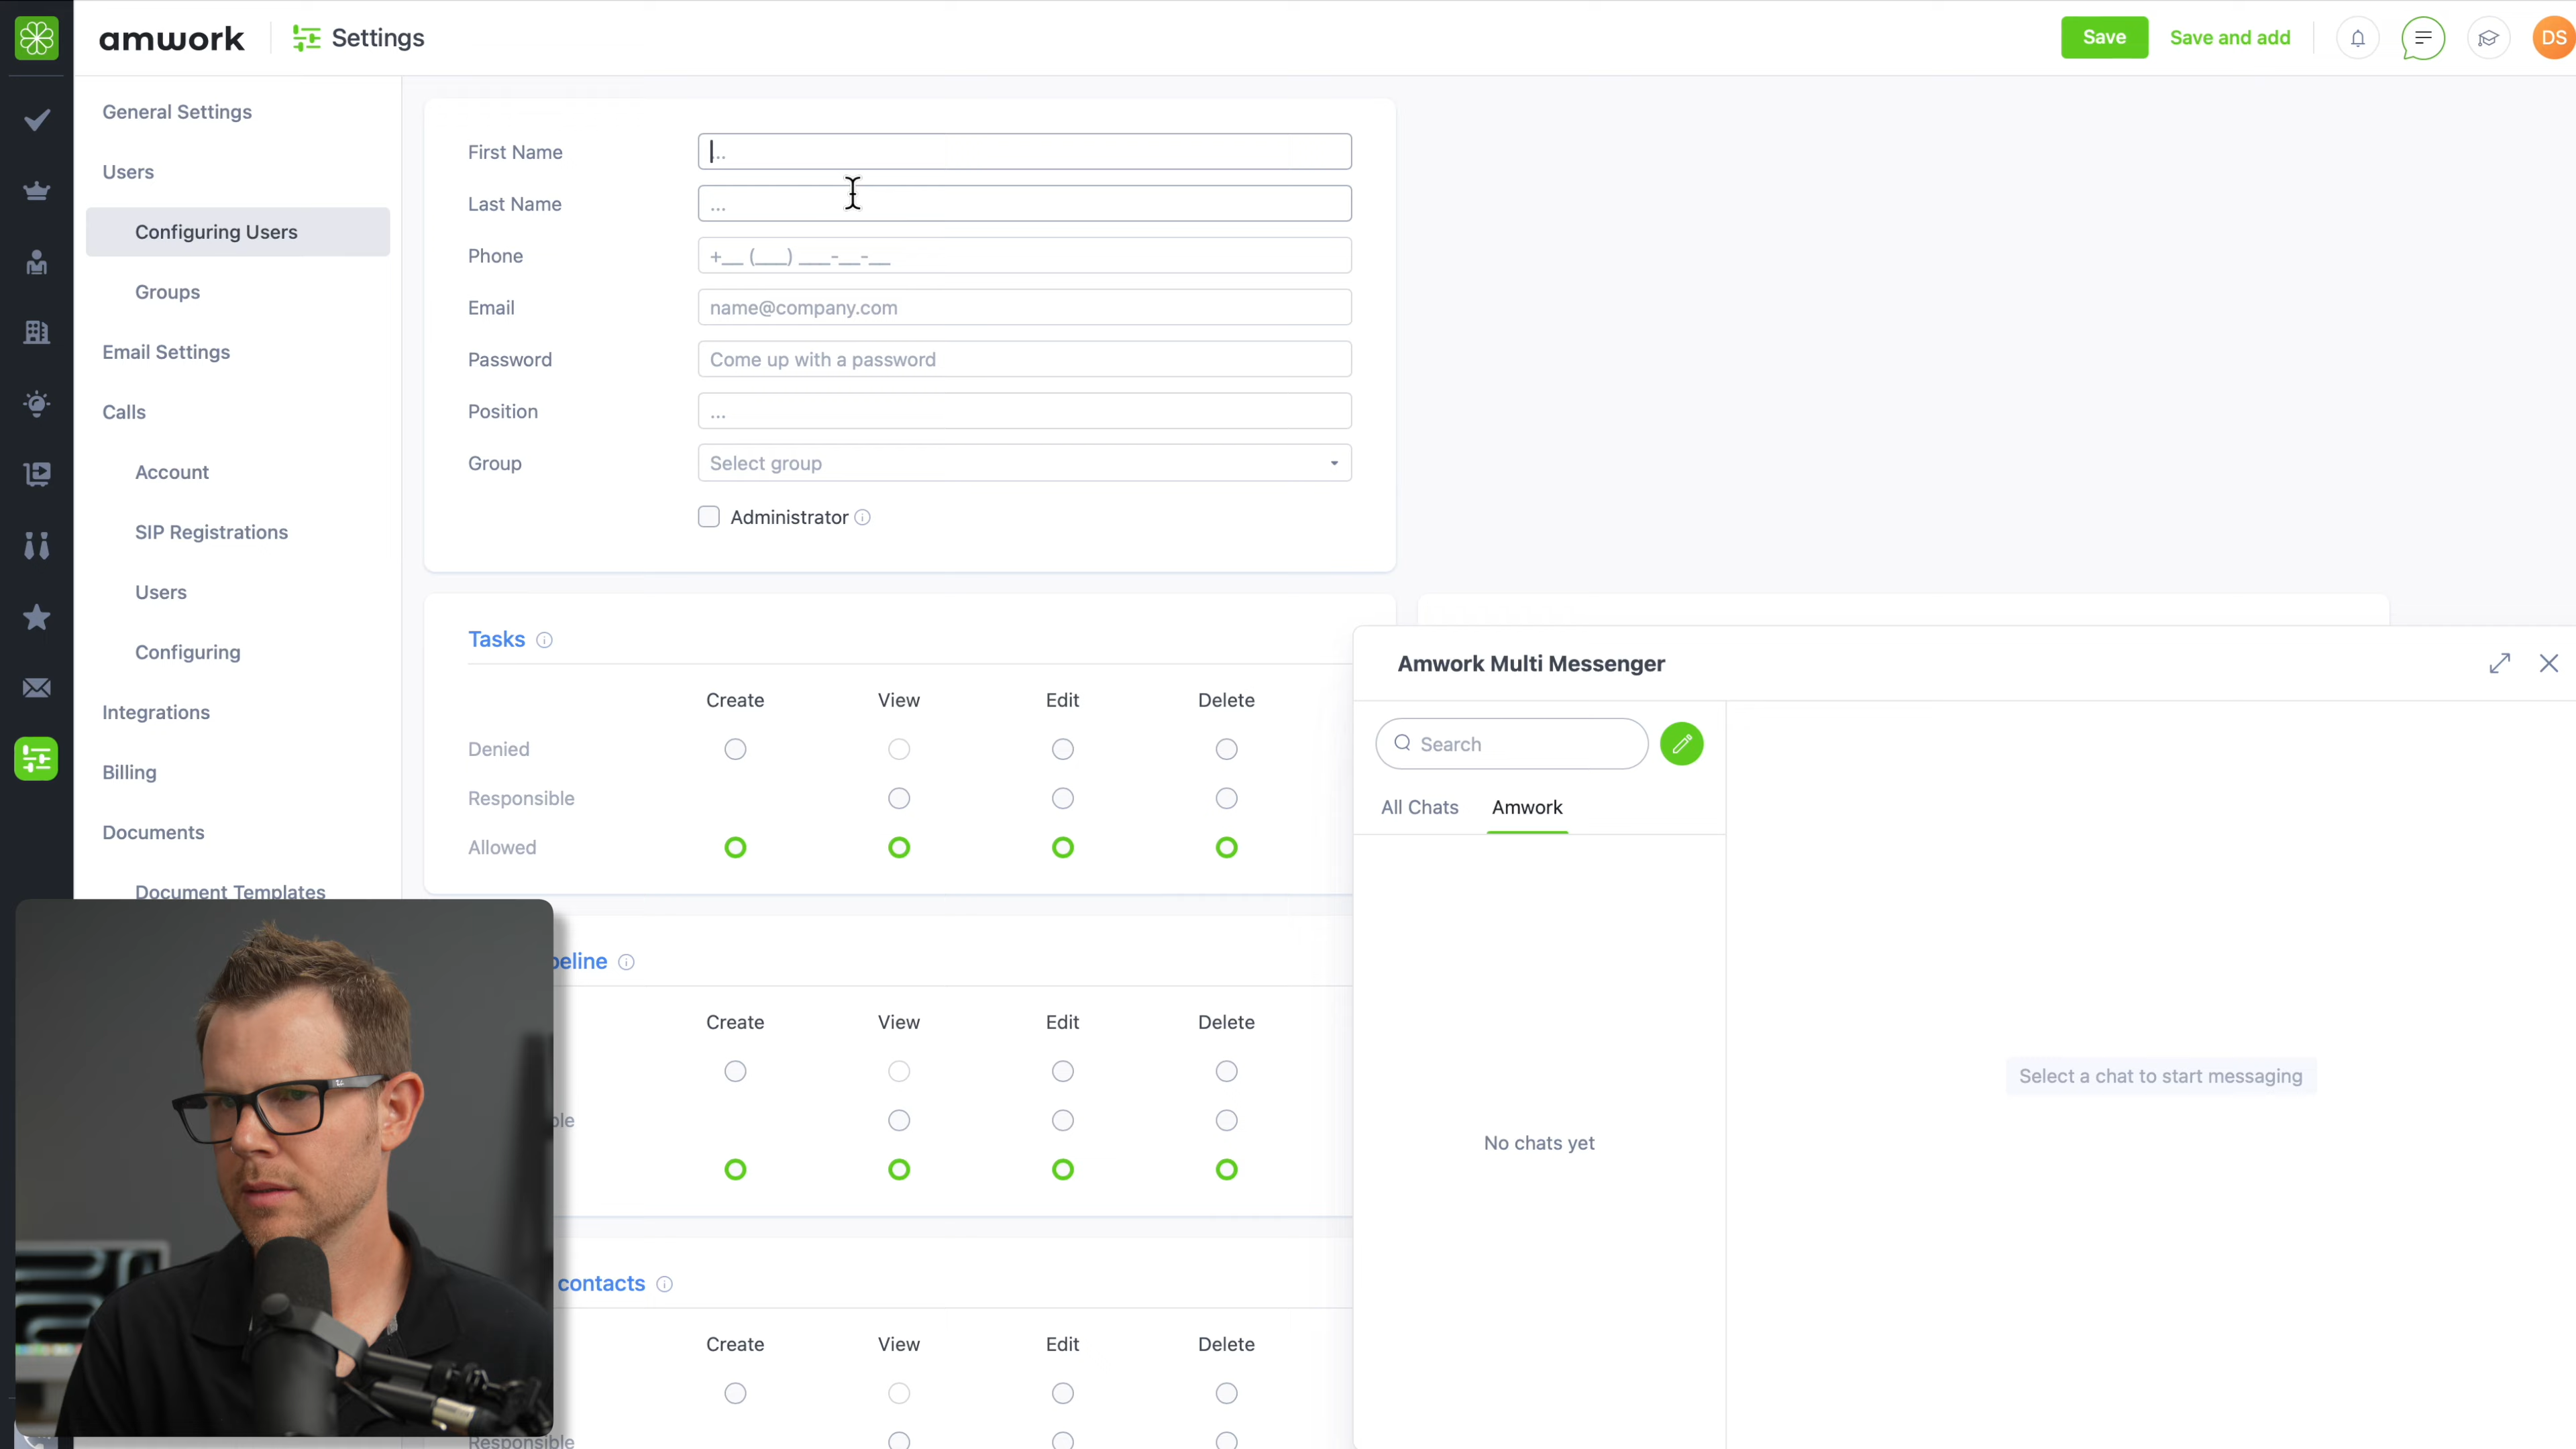 amwork
Settings
Save
Save and add
DS
General Settings
Users
Configuring Users
Groups
Email Settings
Calls
Account
SIP Registrations
Users
Configuring
Integrations
Billing
Documents
Document Templates
First Name
...
Last Name
...
Phone
+__ (___) ___-__-__
Email
name@company.com
Password
Come up with a password
Position
...
Group
Select group
Administrator
Tasks
Create View Edit Delete
Denied
Responsible
Allowed
peline
Create View Edit Delete
ble
contacts
Create View Edit Delete
Responsible
Amwork Multi Messenger
Search
All Chats
Amwork
No chats yet
Select a chat to start messaging